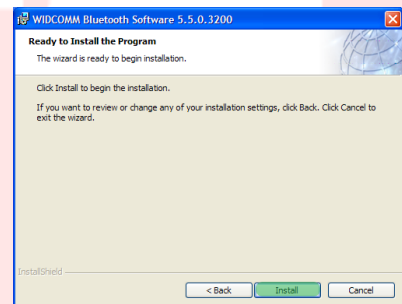 WIDCOMM Bluetooth Software 5.5.0.3200
Ready to Install the Program
The wizard is ready to begin installation.
Click Install to begin the installation.
If you want to review or change any of your installation settings, click Back. Click Cancel to
exit the wizard.
InstallShield
< Back Install Cancel